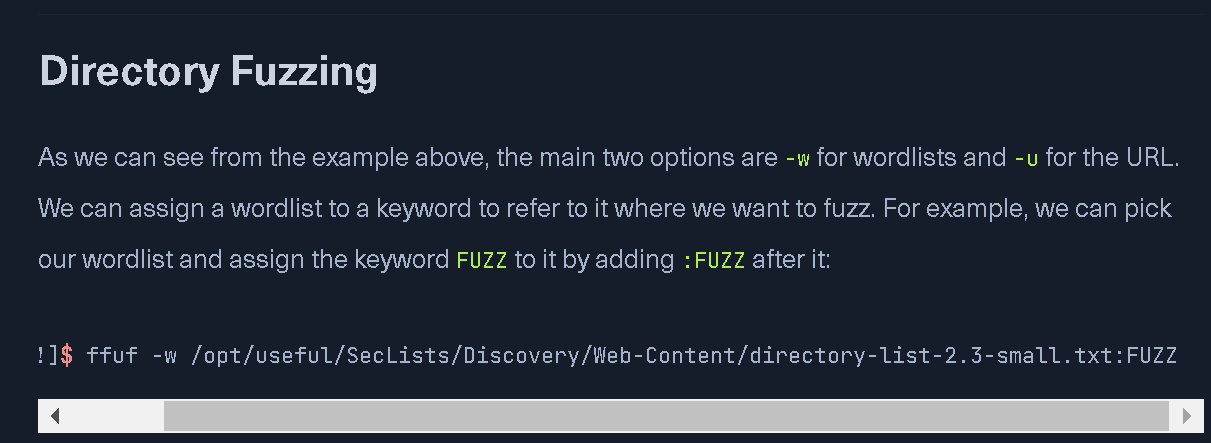 Directory Fuzzing
As we can see from the example above, the main two options are -w for wordlists and -u for the URL.
We can assign a wordlist to a keyword to refer to it where we want to fuzz. For example, we can pick
our wordlist and assign the keyword FUZZ to it by adding :FUZZ after it:
!]$ ffuf -w /opt/useful/SecLists/Discovery/Web-Content/directory-list-2.3-small.txt:FUZZ